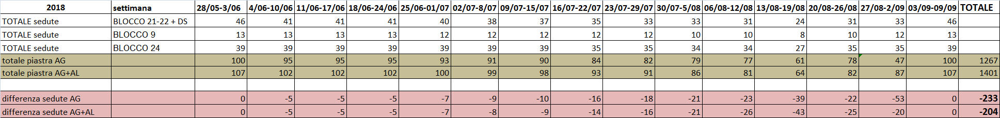 2018 settimana 28/05-3/06 4/06-10/06 11/06-17/06 18/06-24/06 25/06-01/07 02/07-8/07 09/07-15/07 16/07-22/07 23/07-29/07 30/07-5/08 06/08-12/08 13/08-19/08 20/08-26/08 27/08-2/09 03/09-09/09 TOTALE
TOTALE sedute BLOCCO 21-22 + DS 46 41 41 41 40 38 37 35 33 33 31 24 31 33 46
TOTALE sedute BLOCCO 9 13 13 13 13 12 12 12 12 12 10 10 8 10 12 13
TOTALE sedute BLOCCO 24 39 39 39 39 39 39 39 35 35 34 34 27 35 35 39
totale piastra AG 100 95 95 95 93 91 90 84 82 79 77 61 78 47 100 1267
totale piastra AG+AL 107 102 102 102 100 99 98 93 91 86 81 64 82 87 107 1401
differenza sedute AG 0 -5 -5 -5 -7 -9 -10 -16 -18 -21 -23 -39 -22 -53 0 -233
differenza sedute AG+AL 0 -5 -5 -5 -7 -8 -9 -14 -16 -21 -26 -43 -25 -20 0 -204